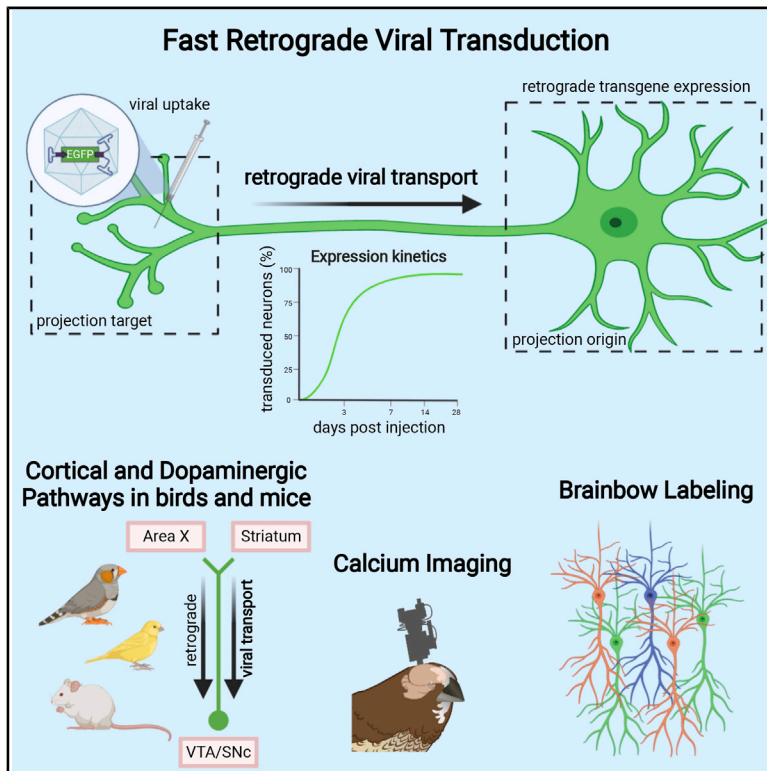 Fast Retrograde Viral Transduction
viral uptake
retrograde transgene expression
EGFP
retrograde viral transport
projection target
projection origin
Expression kinetics
transduced neurons (%)
100
75
50
25
0
3
7
14
28
days post injection
Cortical and Dopaminergic
Pathways in birds and mice
Area X
Striatum
retrograde
viral transport
VTA/SNc
Calcium Imaging
Brainbow Labeling